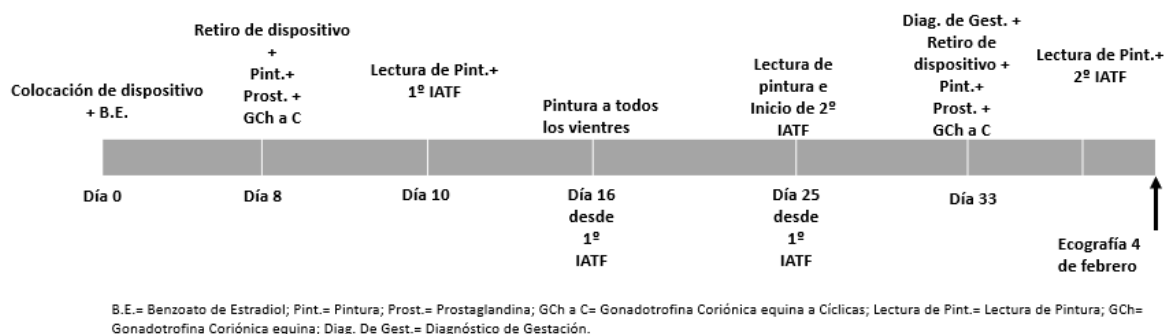 Colocación de dispositivo
+ B.E.
Retiro de dispositivo
+
Pint.+
Prost. +
GCh a C
Lectura de Pint.+
1º IATF
Pintura a todos
los vientres
Lectura de
pintura e
Inicio de 2º
IATF
Diag. de Gest. +
Retiro de
dispositivo +
Pint.+
Prost. +
GCh a C
Lectura de Pint.+
2º IATF
Día 0
Día 8
Día 10
Día 16
desde
1º
IATF
Día 25
desde
1º
IATF
Día 33
Ecografía 4
de febrero
B.E.= Benzoato de Estradiol; Pint.= Pintura; Prost.= Prostaglandina; GCh a C= Gonadotrofina Coriónica equina a Cíclicas; Lectura de Pint.= Lectura de Pintura; GCh=
Gonadotrofina Coriónica equina; Diag. De Gest.= Diagnóstico de Gestación.